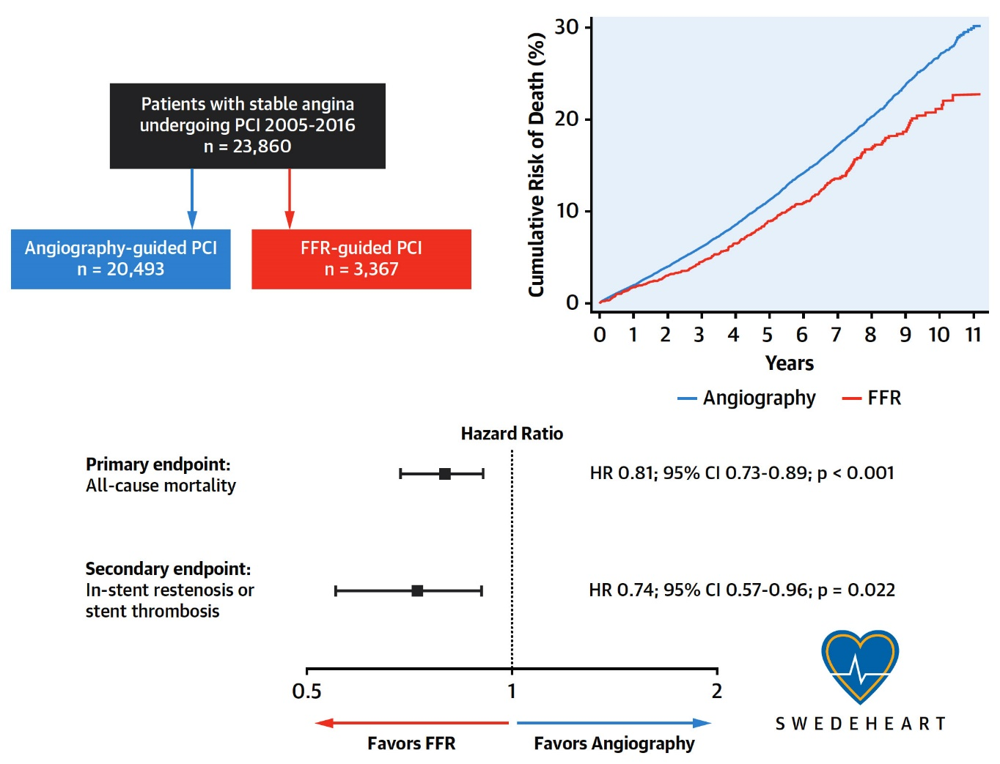 Patients with stable angina
undergoing PCI 2005-2016
n = 23,860
Angiography-guided PCI
n = 20,493
FFR-guided PCI
n = 3,367
Cumulative Risk of Death (%)
30
20
10
0
0 1 2 3 4 5 6 7 8 9 10 11
Years
Angiography FFR
Hazard Ratio
Primary endpoint:
All-cause mortality
HR 0.81; 95% CI 0.73-0.89; p < 0.001
Secondary endpoint:
In-stent restenosis or
stent thrombosis
HR 0.74; 95% CI 0.57-0.96; p = 0.022
0.5 1 2
Favors FFR Favors Angiography
SWEDEHEART